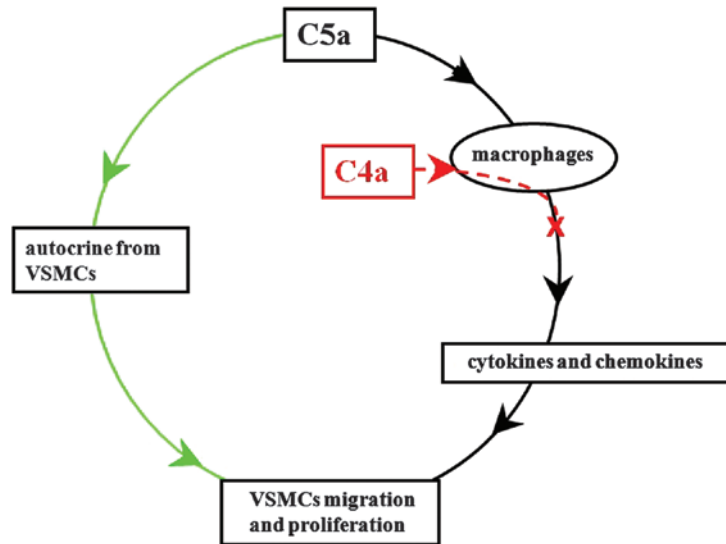 C5a
macrophages
C4a
X
autocrine from
VSMCs
cytokines and chemokines
VSMCs migration
and proliferation